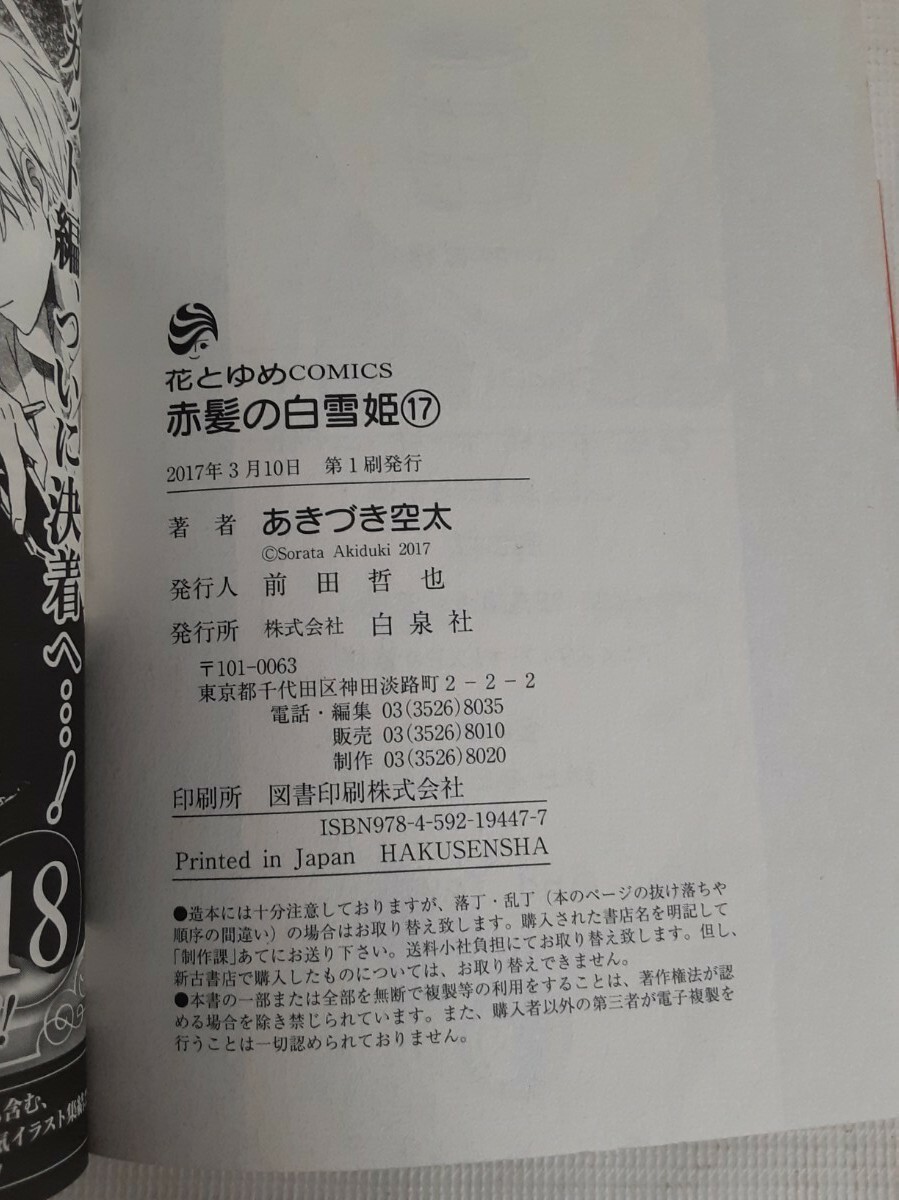 花とゆめCOMICS
赤髪の白雪姫⑰
2017年3月10日 第1刷発行
著者 あきづき空太
©Sorata Akiduki 2017
発行人 前田哲也
発行所 株式会社 白泉社
〒101-0063
東京都千代田区神田淡路町2-2-2
電話・編集 03(3526)8035
販売 03(3526)8010
制作 03(3526)8020
印刷所 図書印刷株式会社
ISBN978-4-592-19447-7
Printed in Japan HAKUSENSHA
●造本には十分注意しておりますが、落丁・乱丁（本のページの抜け落ちや
順序の間違い）の場合はお取り替え致します。購入された書店名を明記して
「制作課」あてにお送り下さい。送料小社負担にてお取り替え致します。但し、
新古書店で購入したものについては、お取り替えできません。
●本書の一部または全部を無断で複製等の利用をすることは、著作権法が認
める場合を除き禁じられています。また、購入者以外の第三者が電子複製を
行うことは一切認められておりません。
ット編、ついに決着へ…!
18
!!
含む、
イラスト集